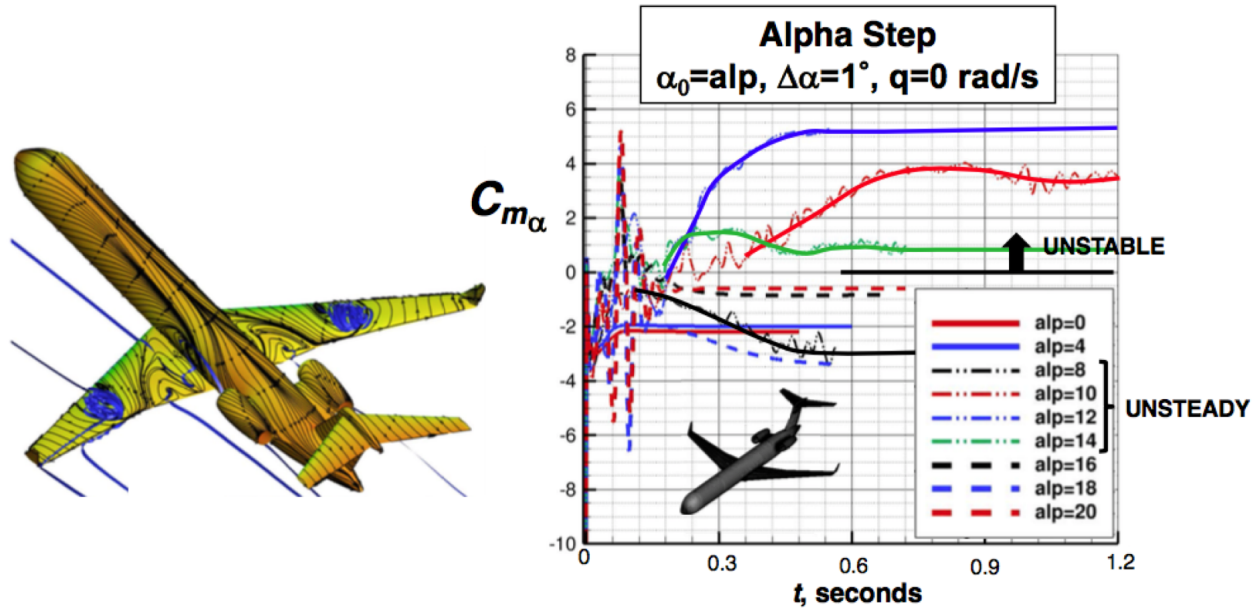 Alpha Step
α₀=alp, Δα=1˚, q=0 rad/s
8
6
4
2
0
-2
-4
-6
-8
-10
Cmα
UNSTABLE
alp=0
alp=4
alp=8
alp=10
alp=12
alp=14
alp=16
alp=18
alp=20
UNSTEADY
0
0.3
0.6
0.9
1.2
t, seconds